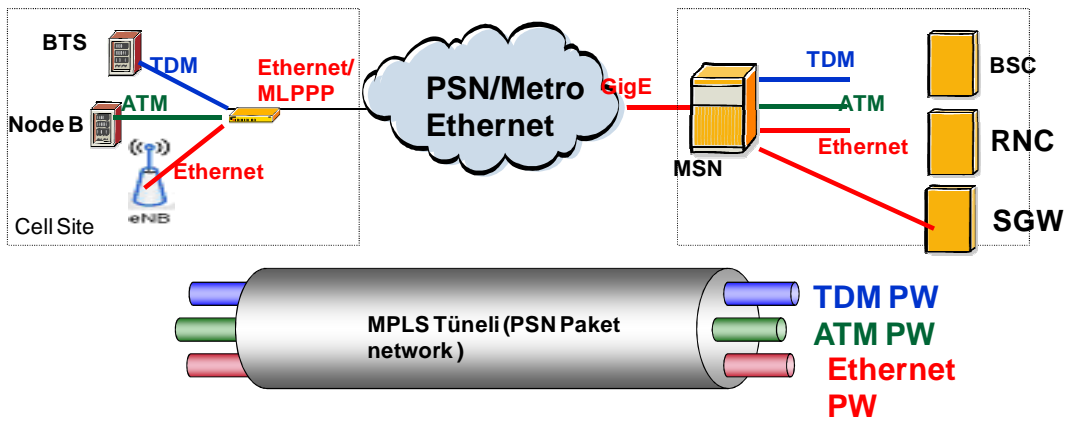 BTS
TDM
Ethernet/
MLPPP
ATM
Node B
Ethernet
eNB
Cell Site
PSN/Metro
Ethernet
GigE
MSN
TDM
ATM
Ethernet
BSC
RNC
SGW
MPLS Tüneli (PSN Paket
network )
TDM PW
ATM PW
Ethernet
PW